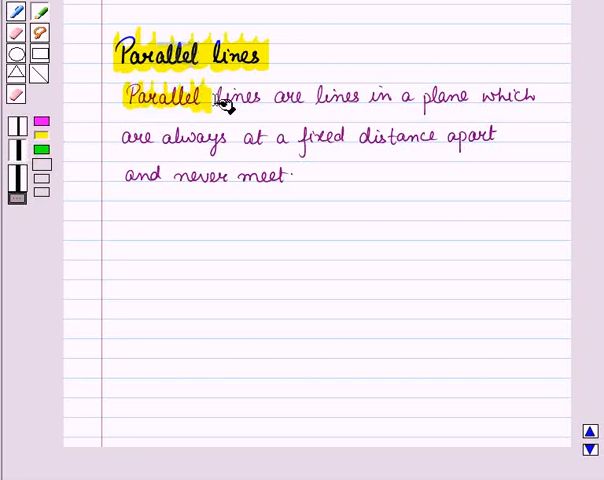 Parallel lines
Parallel lines are lines in a plane which
are always at a fixed distance apart
and never meet.